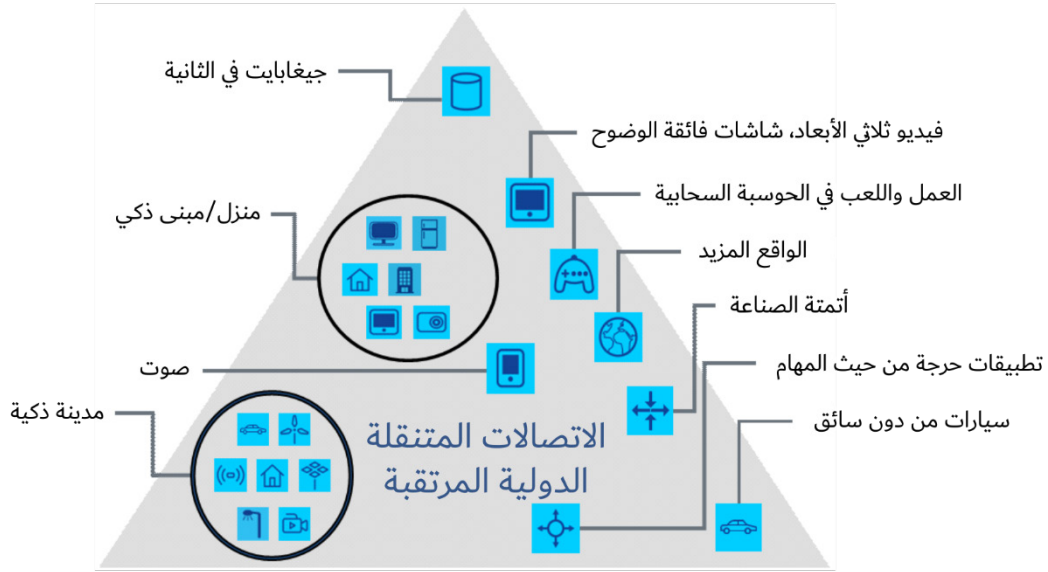 جيغابايت في الثانية
فيديو ثلاثي الأبعاد، شاشات فائقة الوضوح
العمل واللعب في الحوسبة السحابية
منزل/مبنى ذكي
الواقع المزيد
أتمتة الصناعة
تطبيقات حرجة من حيث المهام
صوت
سيارات من دون سائق
مدينة ذكية
الاتصالات المتنقلة
الدولية المرتقبة